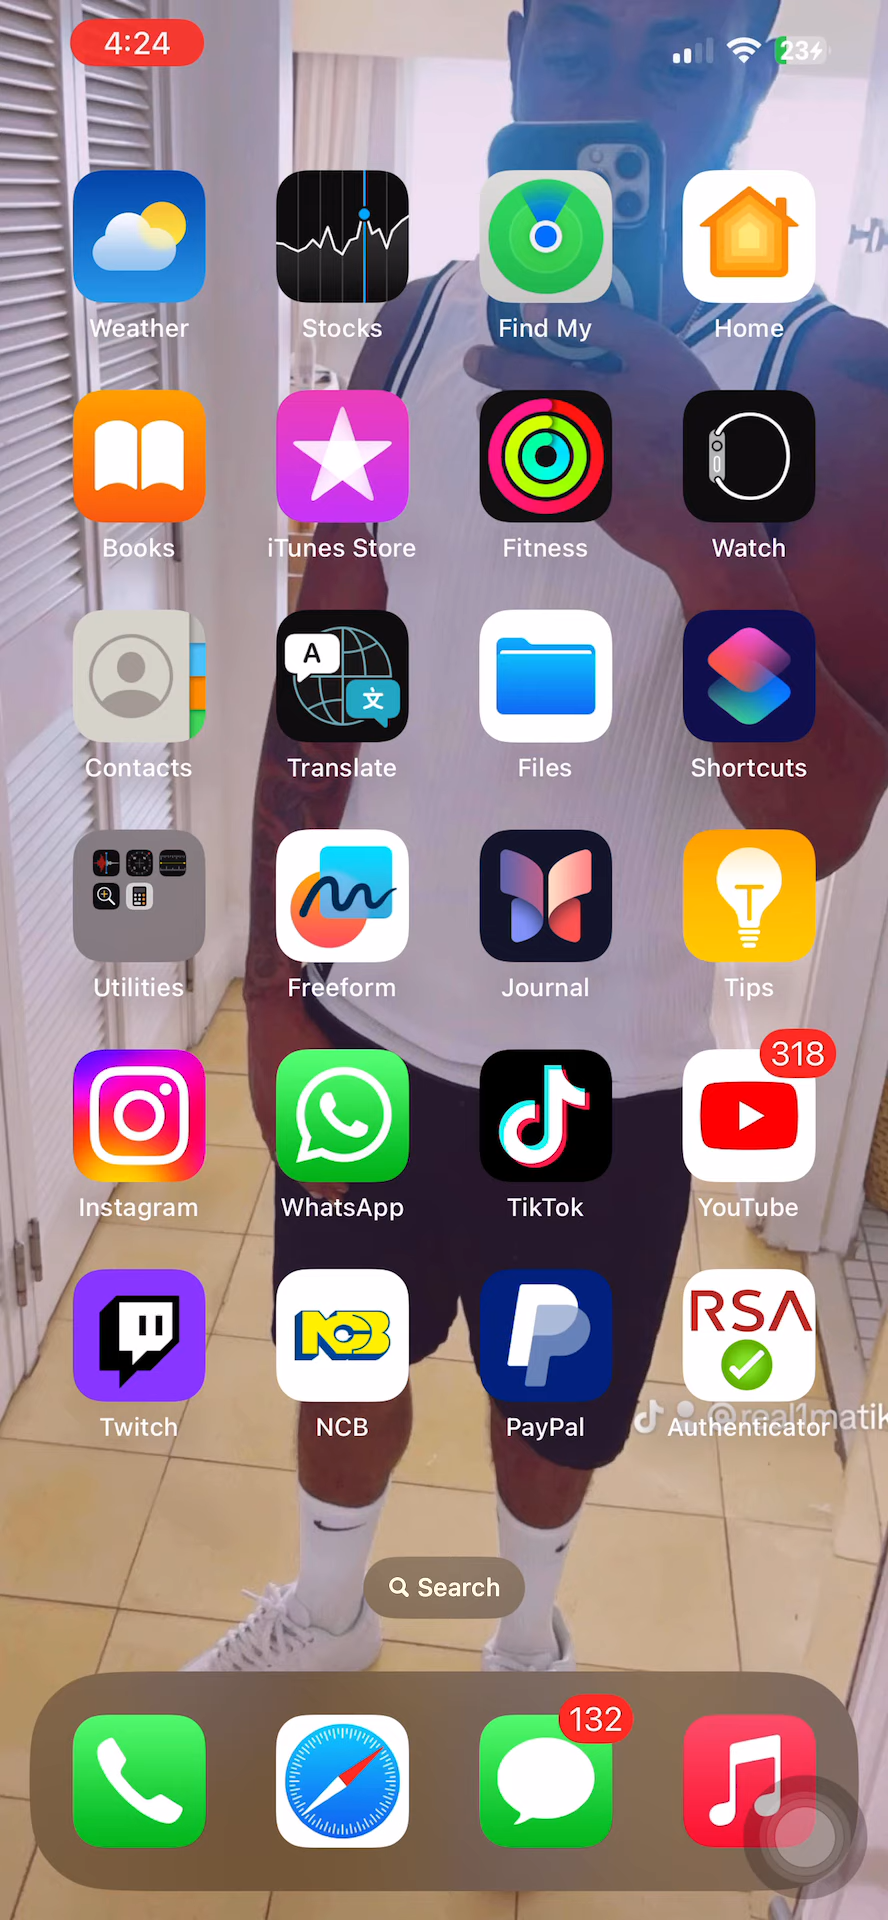 4:24
23
Weather
Stocks
Find My
Home
Books
iTunes Store
Fitness
Watch
A
文
Contacts
Translate
Files
Shortcuts
Utilities
Freeform
Journal
Tips
318
Instagram
WhatsApp
TikTok
YouTube
NCB
RSA
Twitch
NCB
PayPal
Authenticator
@real1matik
Search
132